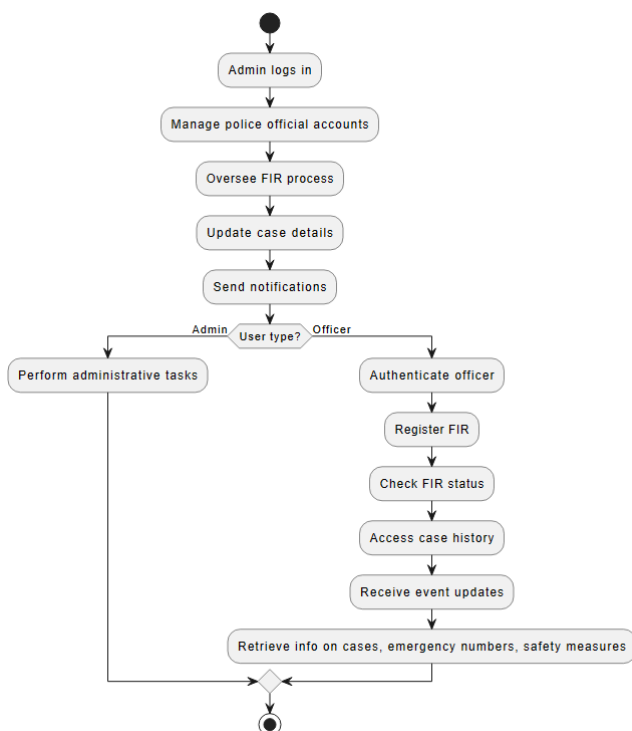 Admin logs in
Manage police official accounts
Oversee FIR process
Update case details
Send notifications
Admin
User type?
Officer
Perform administrative tasks
Authenticate officer
Register FIR
Check FIR status
Access case history
Receive event updates
Retrieve info on cases, emergency numbers, safety measures